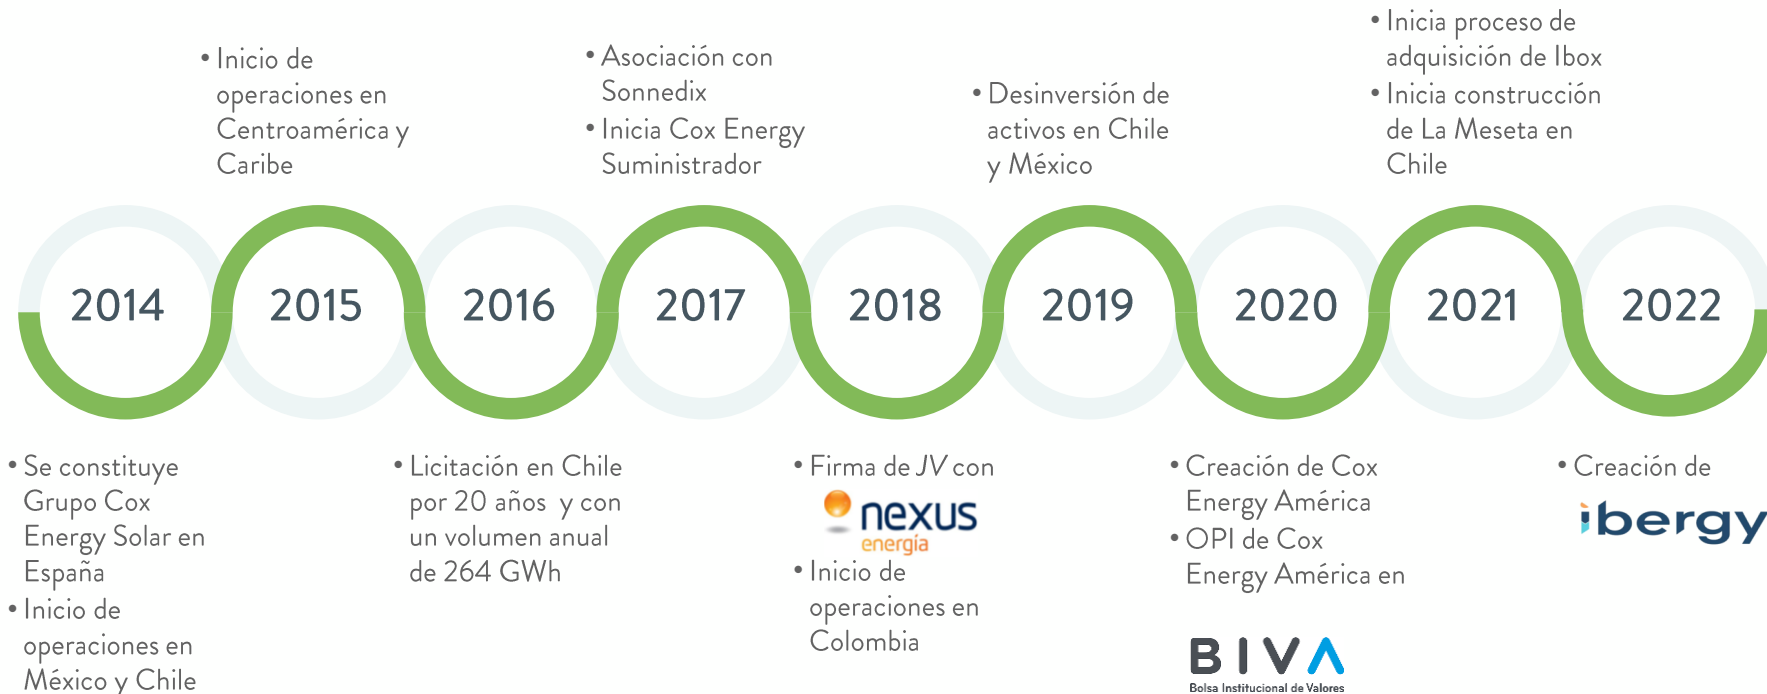 • Inicio de
operaciones en
Centroamérica y
Caribe
• Asociación con
Sonnedix
• Inicia Cox Energy
Suministrador
• Desinversión de
activos en Chile
y México
• Inicia proceso de
adquisición de Ibox
• Inicia construcción
de La Meseta en
Chile
2014
2015
2016
2017
2018
2019
2020
2021
2022
• Se constituye
Grupo Cox
Energy Solar en
España
• Inicio de
operaciones en
México y Chile
• Licitación en Chile
por 20 años y con
un volumen anual
de 264 GWh
• Firma de JV con
nexus
energía
• Inicio de
operaciones en
Colombia
• Creación de Cox
Energy América
• OPI de Cox
Energy América en
BIVA
Bolsa Institucional de Valores
• Creación de
ibergy